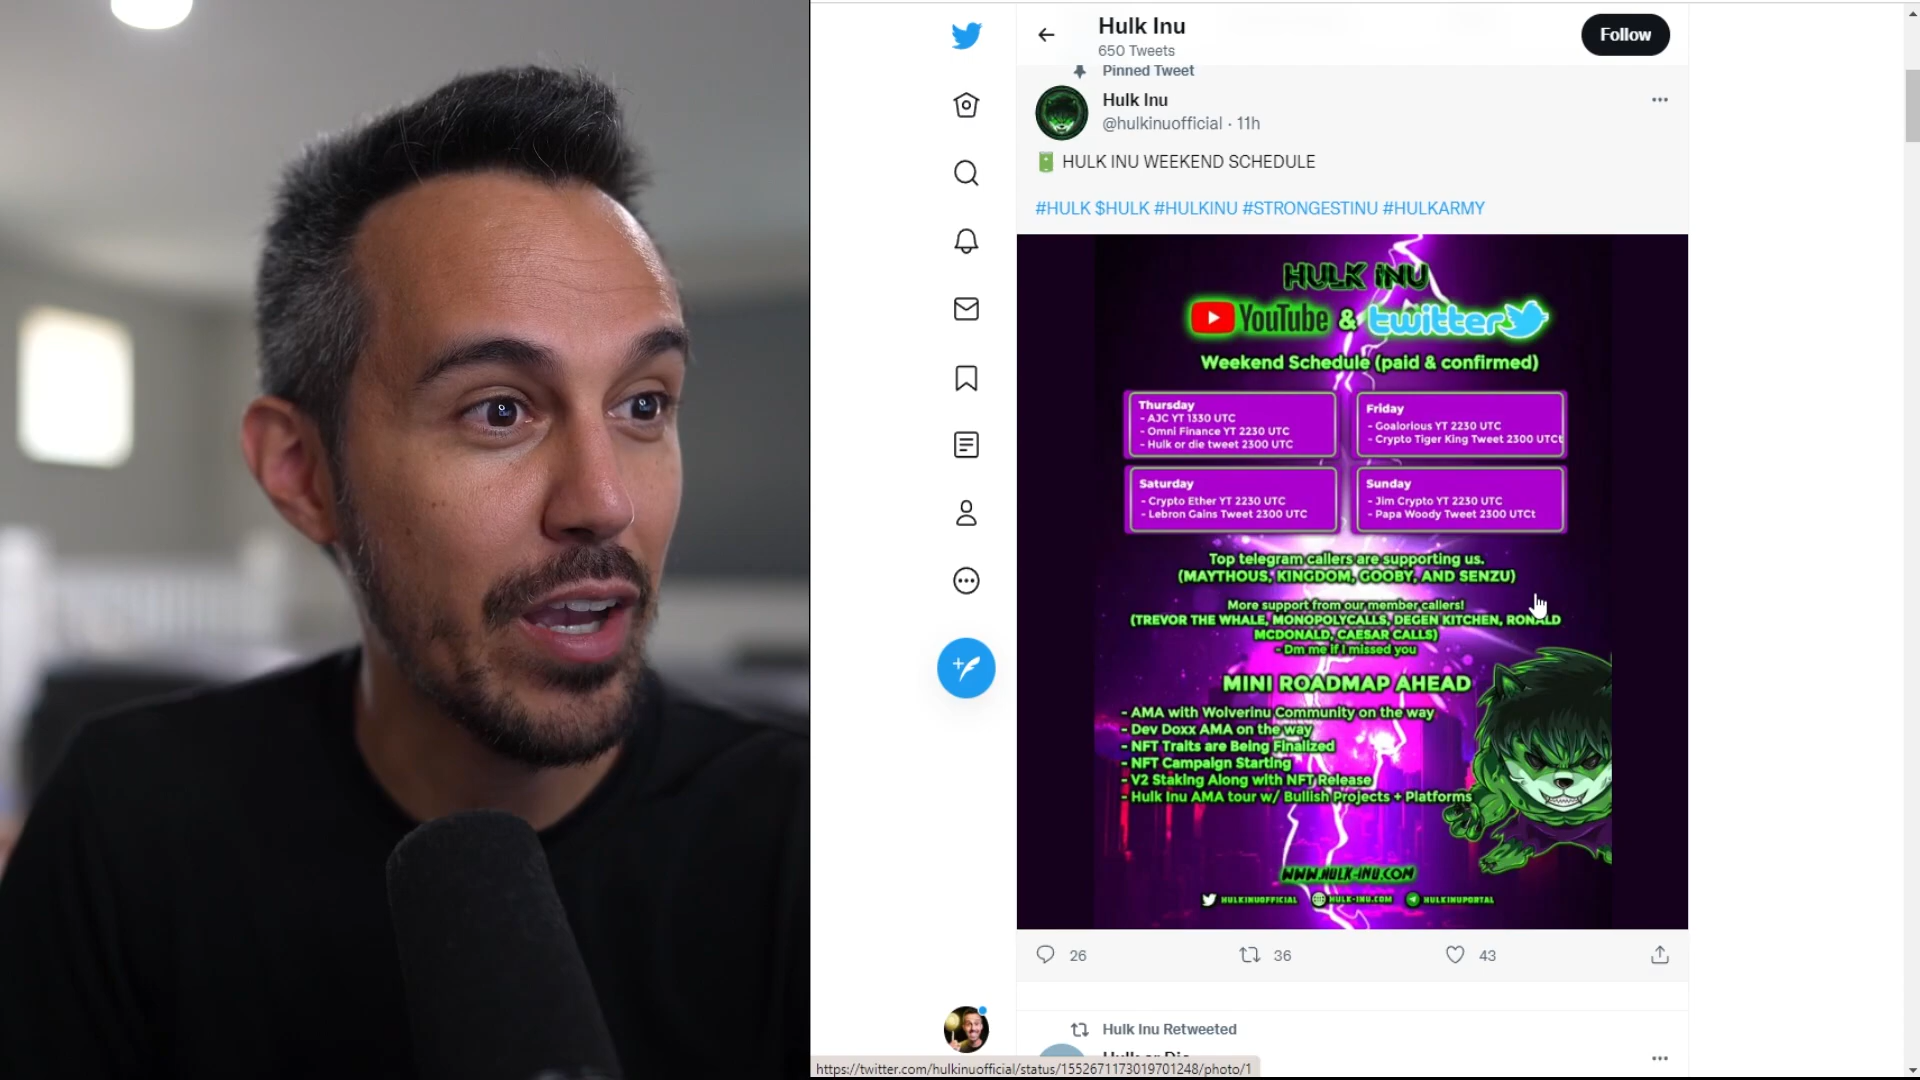 Hulk Inu
650 Tweets
Follow
Pinned Tweet
Hulk Inu
@hulkinuofficial · 11h
HULK INU WEEKEND SCHEDULE
#HULK $HULK #HULKINU #STRONGESTINU #HULKARMY
HULK INU
YouTube & twitter
Weekend Schedule (paid & confirmed)
Thursday
- AJC YT 1330 UTC
- Omni Finance YT 2230 UTC
- Hulk or die tweet 2300 UTC
Friday
- Goalorious YT 2230 UTC
- Crypto Tiger King Tweet 2300 UTCt
Saturday
- Crypto Ether YT 2230 UTC
- Lebron Gains Tweet 2300 UTC
Sunday
- Jim Crypto YT 2230 UTC
- Papa Woody Tweet 2300 UTCt
Top telegram callers are supporting us.
(MAYTHOUS, KINGDOM, GOOBY, AND SENZU)
More support from our member callers!
(TREVOR THE WHALE, MONOPOLYCALLS, DEGEN KITCHEN, RONALD
MCDONALD, CAESAR CALLS)
- Dm me if I missed you
MINI ROADMAP AHEAD
- AMA with Wolverinu Community on the way
- Dev Doxx AMA on the way
- NFT Traits are Being Finalized
- NFT Campaign Starting
- V2 Staking Along with NFT Release
- Hulk Inu AMA tour w/ Bullish Projects + Platforms
WWW.HULK-INU.COM
HULKINUOFFICIAL HULK-INU.COM HULKINUPORTAL
26 36 43
Hulk Inu Retweeted
Hulk or Die
https://twitter.com/hulkinuofficial/status/1552671173019701248/photo/1